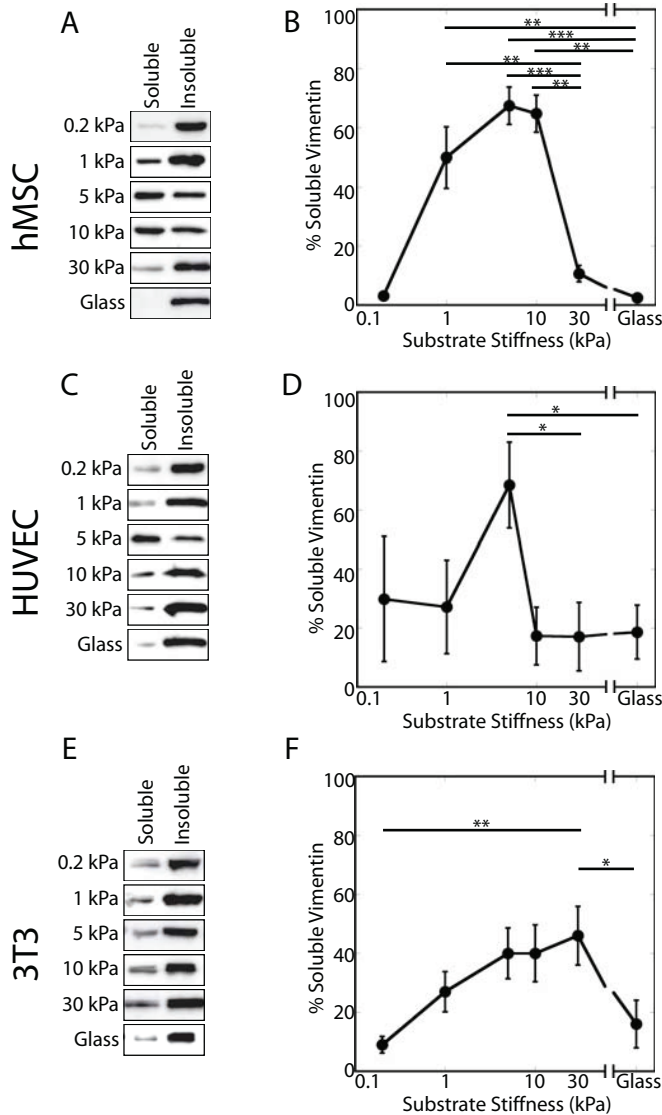 A
Soluble
Insoluble
hMSC
0.2 kPa
1 kPa
5 kPa
10 kPa
30 kPa
Glass
B
**
***
**
**
***
**
% Soluble Vimentin
100
80
60
40
20
0
0.1 1 10 30 Glass
Substrate Stiffness (kPa)
C
Soluble
Insoluble
HUVEC
0.2 kPa
1 kPa
5 kPa
10 kPa
30 kPa
Glass
D
*
*
% Soluble Vimentin
100
80
60
40
20
0
0.1 1 10 30 Glass
Substrate Stiffness (kPa)
E
Soluble
Insoluble
3T3
0.2 kPa
1 kPa
5 kPa
10 kPa
30 kPa
Glass
F
**
*
% Soluble Vimentin
100
80
60
40
20
0
0.1 1 10 30 Glass
Substrate Stiffness (kPa)